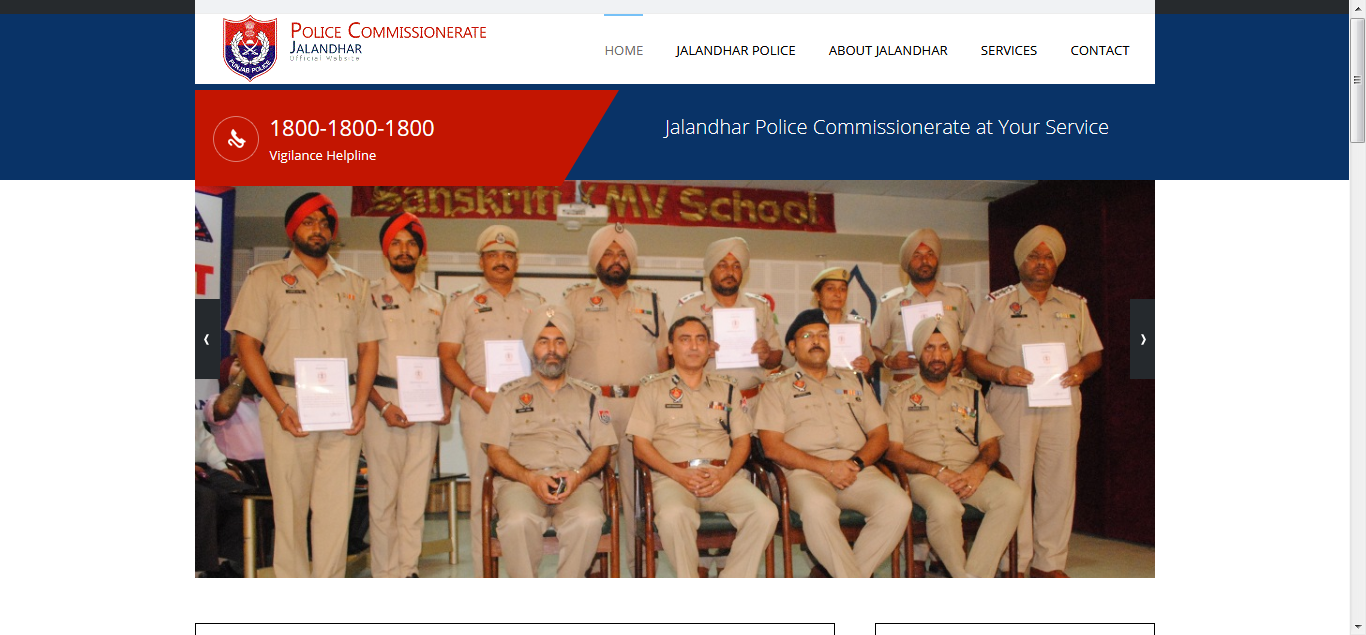 POLICE COMMISSIONERATE
JALANDHAR
Official Website
PUNJAB POLICE
HOME
JALANDHAR POLICE
ABOUT JALANDHAR
SERVICES
CONTACT
1800-1800-1800
Vigilance Helpline
Jalandhar Police Commissionerate at Your Service
Sanskriti KMV School